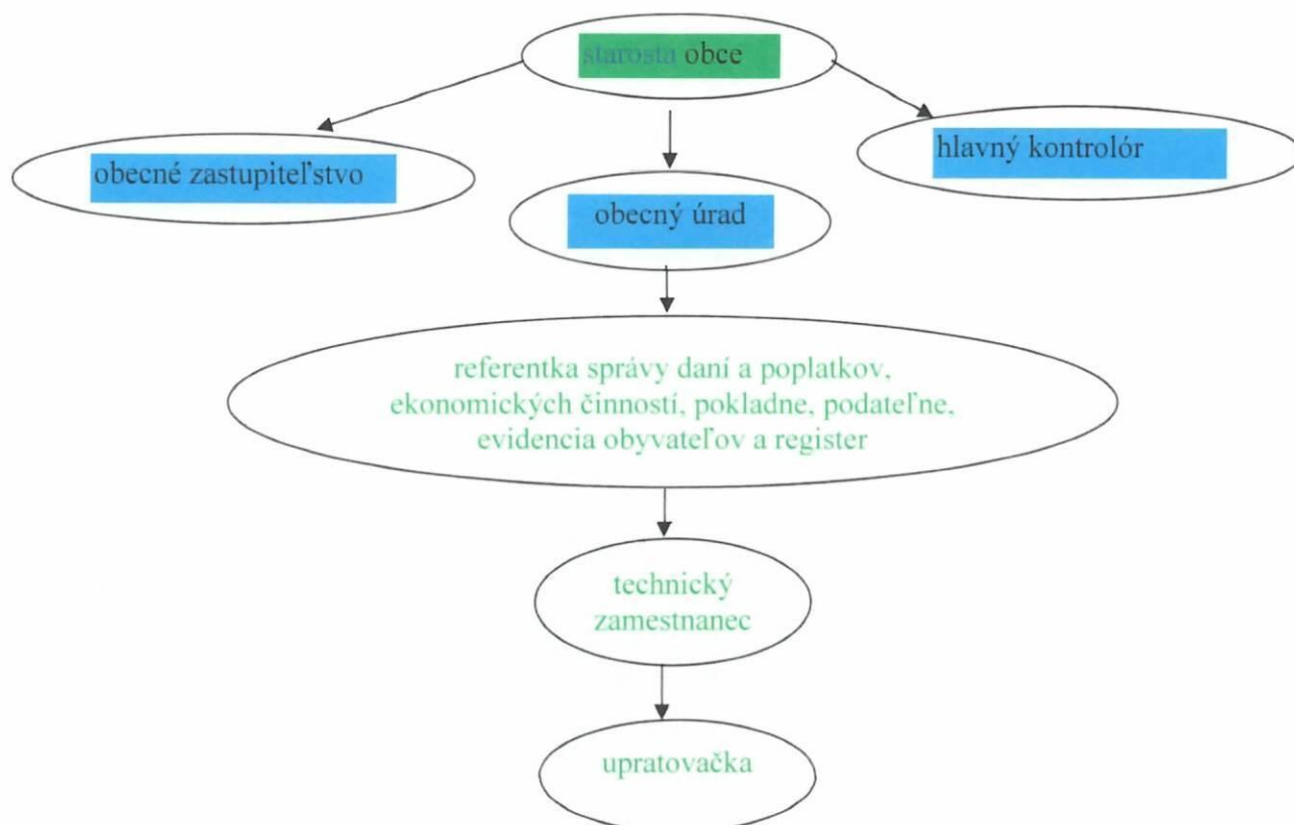 starosta obce
obecné zastupiteľstvo
hlavný kontrolór
obecný úrad
referentka správy daní a poplatkov,
ekonomických činností, pokladne, podateľne,
evidencia obyvateľov a register
technický
zamestnanec
upratovačka